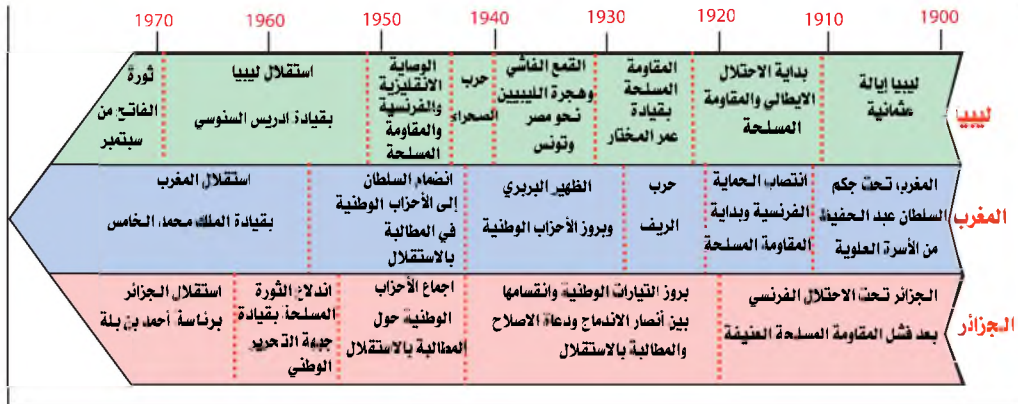 1900 1910 1920 1930 1940 1950 1960 1970
ليبيا
ليبيا إيالة
عثمانية
بداية الاحتلال
الايطالي والمقاومة
المسلحة
المقاومة
المسلحة
بقيادة
عمر المختار
القمع الفاشي
وهجرة الليبيين
نحو مصر
وتونس
حرب
الصحراء
الوصاية
الانقليزية
والفرنسية
والمقاومة
المسلحة
استقلال ليبيا
بقيادة ادريس السنوسي
ثورة
الفاتح من
سبتمبر
المغرب
المغرب، تحت حكم
السلطان عبد الحفيظ
من الأسرة العلوية
انتصاب الحماية
الفرنسية وبداية
المقاومة المسلحة
حرب
الريف
الظهير البربري
وبروز الأحزاب الوطنية
انضمام السلطان
إلى الأحزاب الوطنية
في المطالبة
بالاستقلال
استقلال المغرب
بقيادة الملك محمد الخامس
الجزائر
الجزائر تحت الاحتلال الفرنسي
بعد فشل المقاومة المسلحة العنيفة
بروز التيارات الوطنية وانقسامها
بين أنصار الاندماج ودعاة الاصلاح
والمطالبة بالاستقلال
اجماع الأحزاب
الوطنية حول
المطالبة بالاستقلال
اندلاع الثورة
المسلحة بقيادة
جبهة التحرير
الوطني
استقلال الجزائر
برئاسة أحمد بن بلة